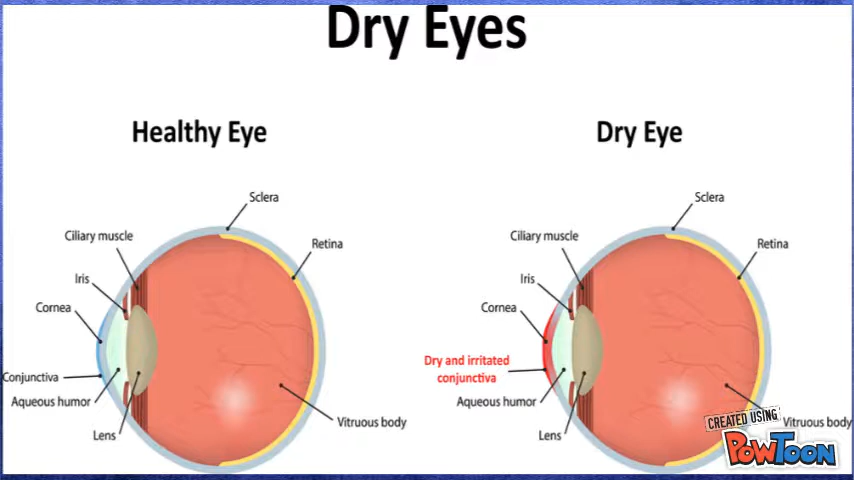 Dry Eyes
Healthy Eye
Dry Eye
Sclera
Ciliary muscle
Retina
Iris
Cornea
Conjunctiva
Aqueous humor
Lens
Vitruous body
Sclera
Ciliary muscle
Retina
Iris
Cornea
Dry and irritated
conjunctiva
Aqueous humor
Lens
Vitruous body
CREATED USING
POWTOON